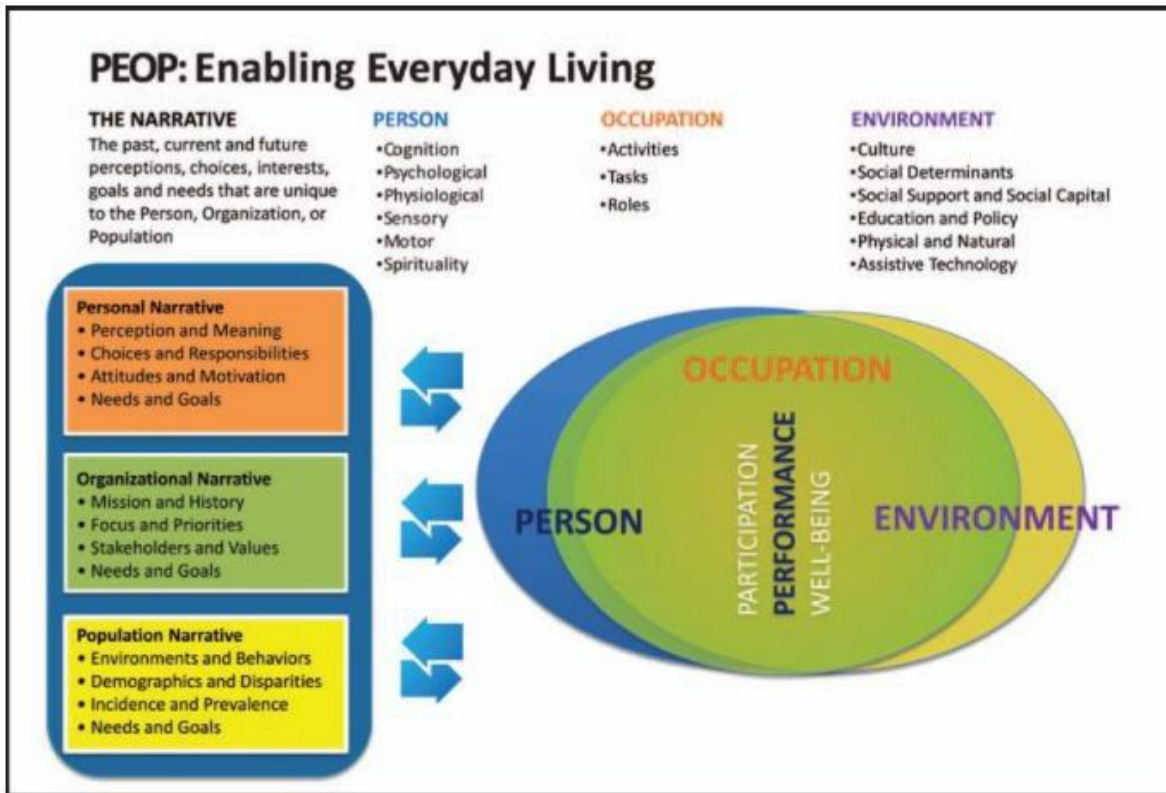 PEOP: Enabling Everyday Living
THE NARRATIVE
The past, current and future
perceptions, choices, interests,
goals and needs that are unique
to the Person, Organization, or
Population
PERSON
•Cognition
•Psychological
•Physiological
•Sensory
•Motor
•Spirituality
OCCUPATION
•Activities
•Tasks
•Roles
ENVIRONMENT
•Culture
•Social Determinants
•Social Support and Social Capital
•Education and Policy
•Physical and Natural
•Assistive Technology
Personal Narrative
• Perception and Meaning
• Choices and Responsibilities
• Attitudes and Motivation
• Needs and Goals
Organizational Narrative
• Mission and History
• Focus and Priorities
• Stakeholders and Values
• Needs and Goals
Population Narrative
• Environments and Behaviors
• Demographics and Disparities
• Incidence and Prevalence
• Needs and Goals
OCCUPATION
PERSON
PARTICIPATION
PERFORMANCE
WELL-BEING
ENVIRONMENT